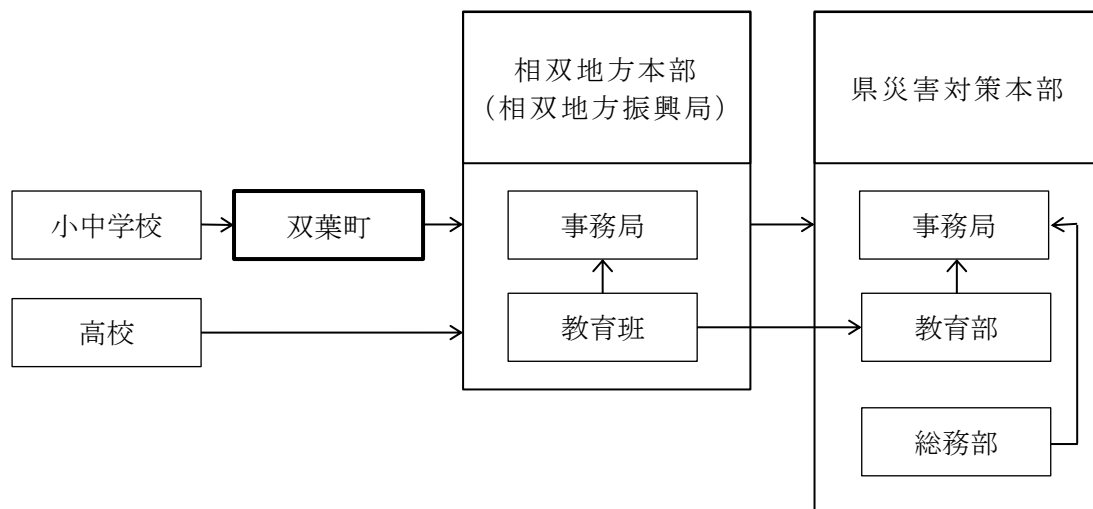 相双地方本部
（相双地方振興局）
県災害対策本部
小中学校
双葉町
事務局
事務局
高校
教育班
教育部
総務部